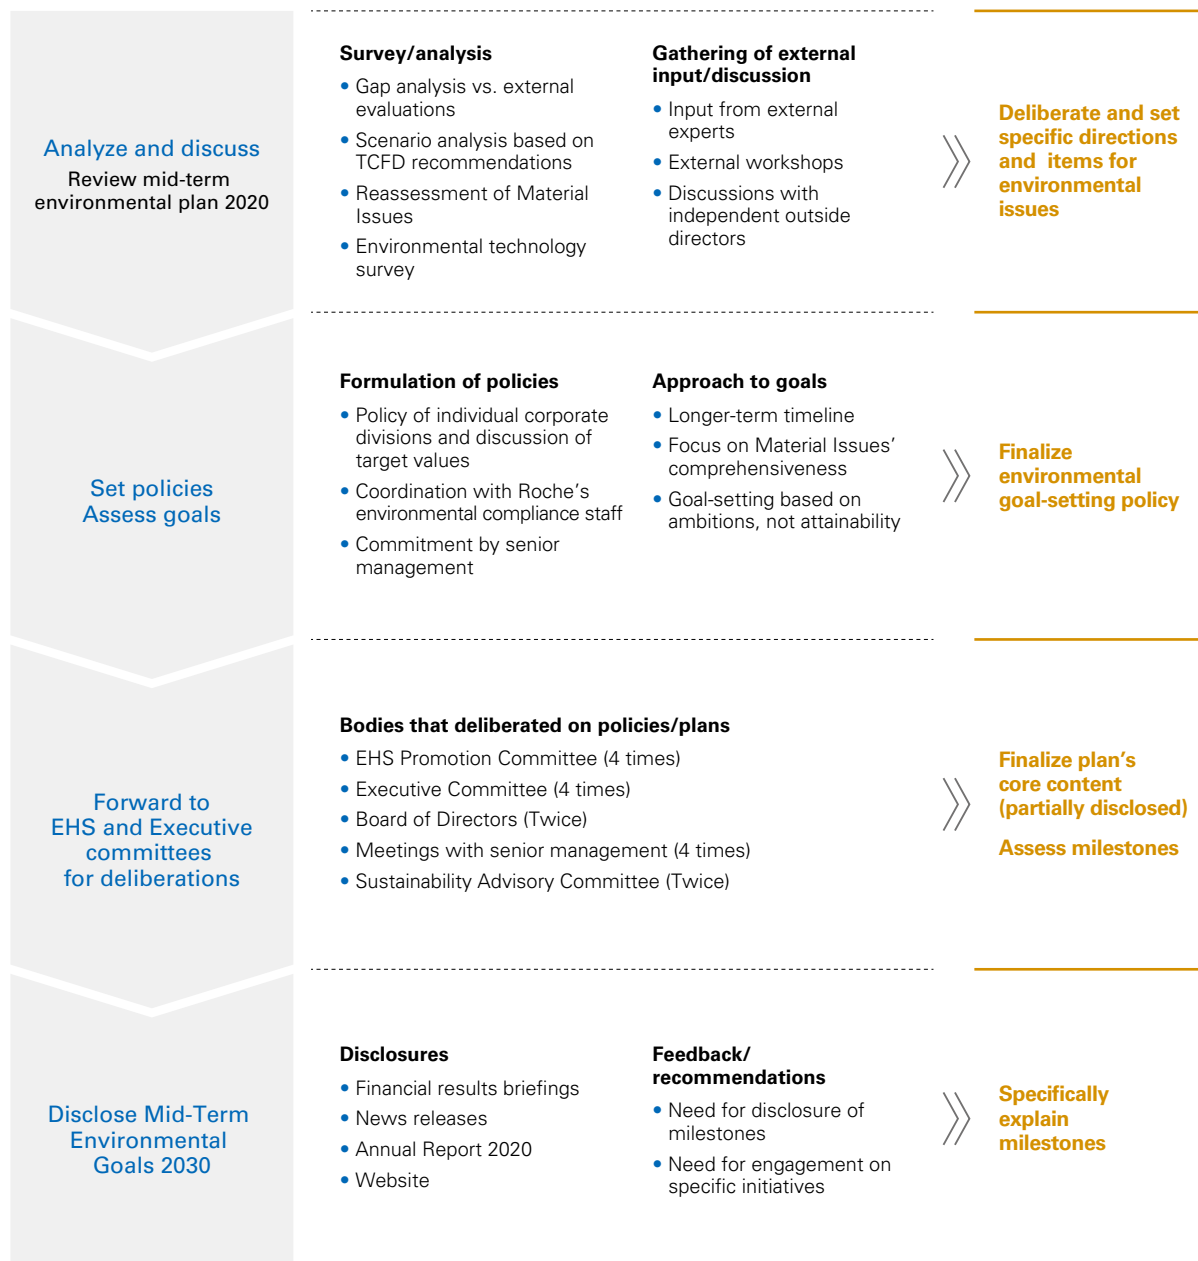 Analyze and discuss
Review mid-term
environmental plan 2020
Survey/analysis
• Gap analysis vs. external
evaluations
• Scenario analysis based on
TCFD recommendations
• Reassessment of Material
Issues
• Environmental technology
survey
Gathering of external
input/discussion
• Input from external
experts
• External workshops
• Discussions with
independent outside
directors
Deliberate and set
specific directions
and items for
environmental
issues
Set policies
Assess goals
Formulation of policies
• Policy of individual corporate
divisions and discussion of
target values
• Coordination with Roche's
environmental compliance staff
• Commitment by senior
management
Approach to goals
• Longer-term timeline
• Focus on Material Issues'
comprehensiveness
• Goal-setting based on
ambitions, not attainability
Finalize
environmental
goal-setting policy
Forward to
EHS and Executive
committees
for deliberations
Bodies that deliberated on policies/plans
• EHS Promotion Committee (4 times)
• Executive Committee (4 times)
• Board of Directors (Twice)
• Meetings with senior management (4 times)
• Sustainability Advisory Committee (Twice)
Finalize plan's
core content
(partially disclosed)
Assess milestones
Disclose Mid-Term
Environmental
Goals 2030
Disclosures
• Financial results briefings
• News releases
• Annual Report 2020
• Website
Feedback/
recommendations
• Need for disclosure of
milestones
• Need for engagement on
specific initiatives
Specifically
explain
milestones